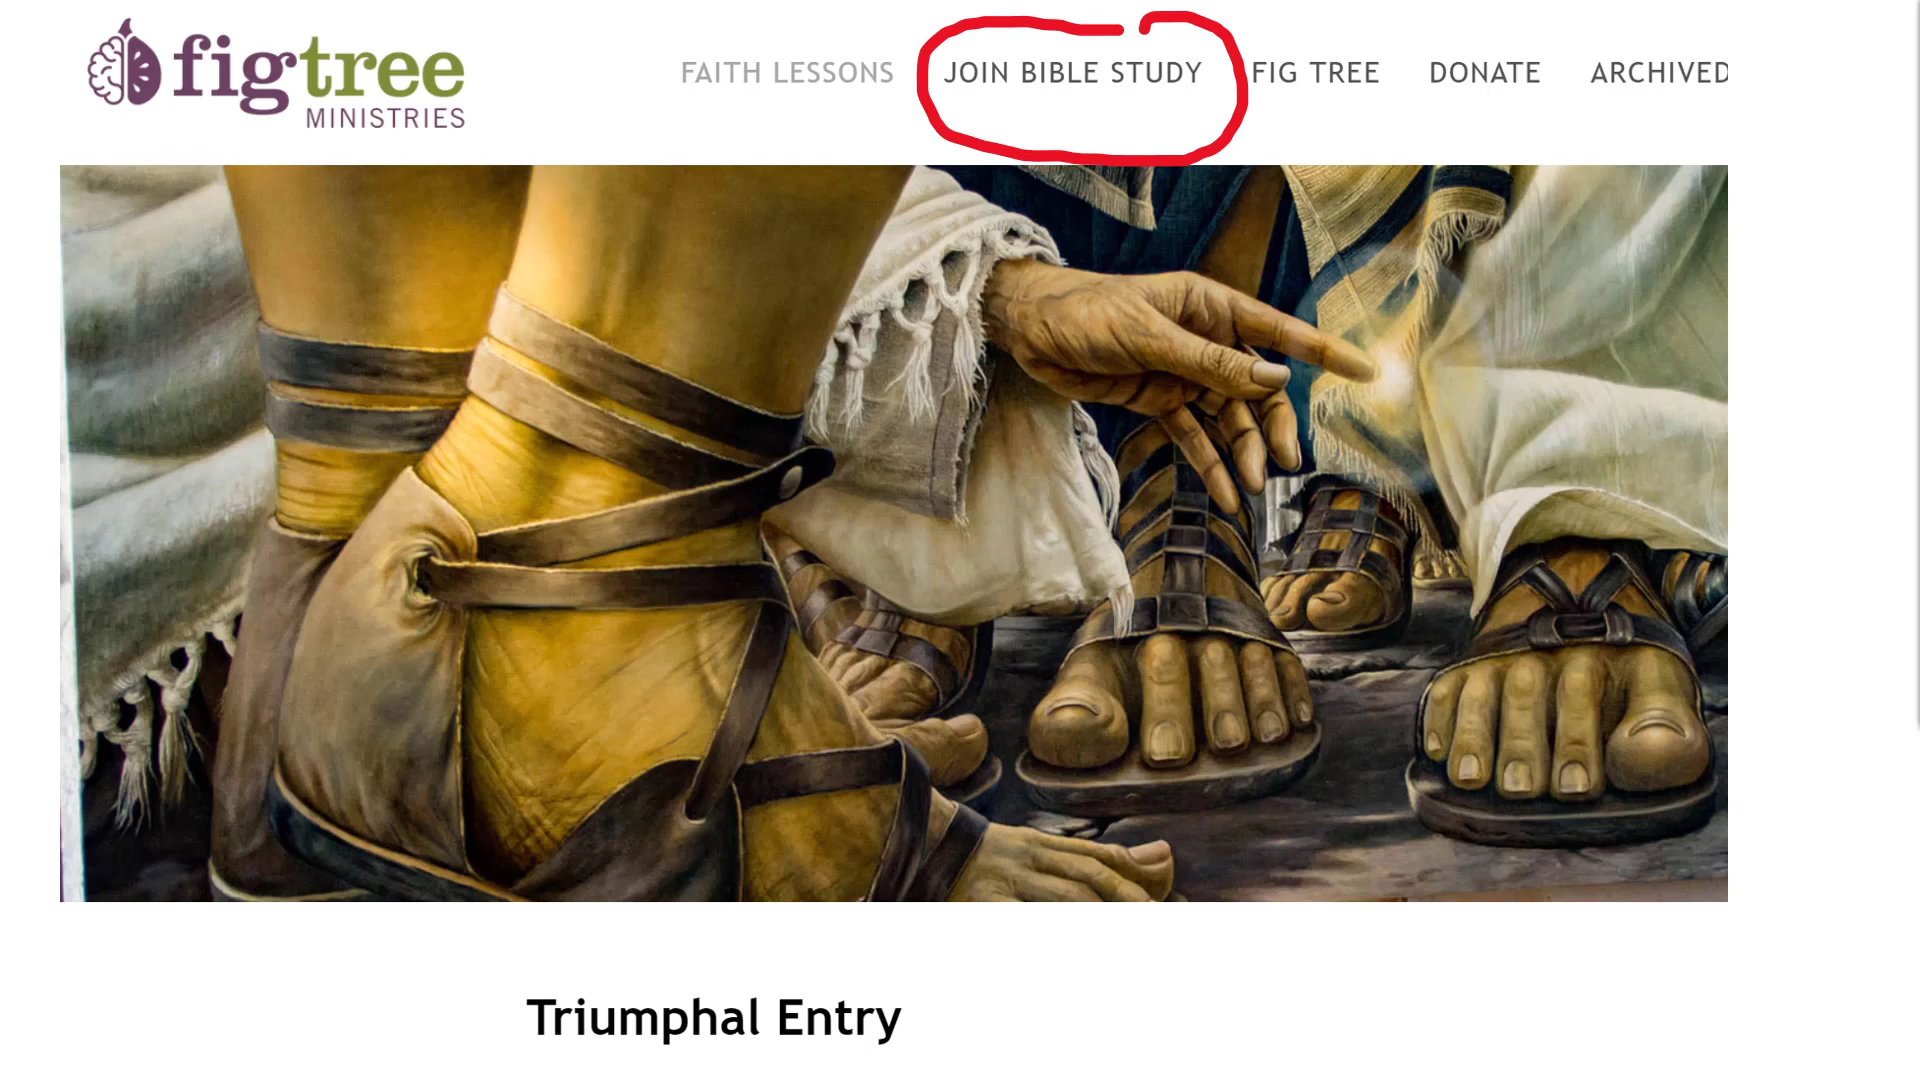 figtree
MINISTRIES
FAITH LESSONS JOIN BIBLE STUDY FIG TREE DONATE ARCHIVED
Triumphal Entry